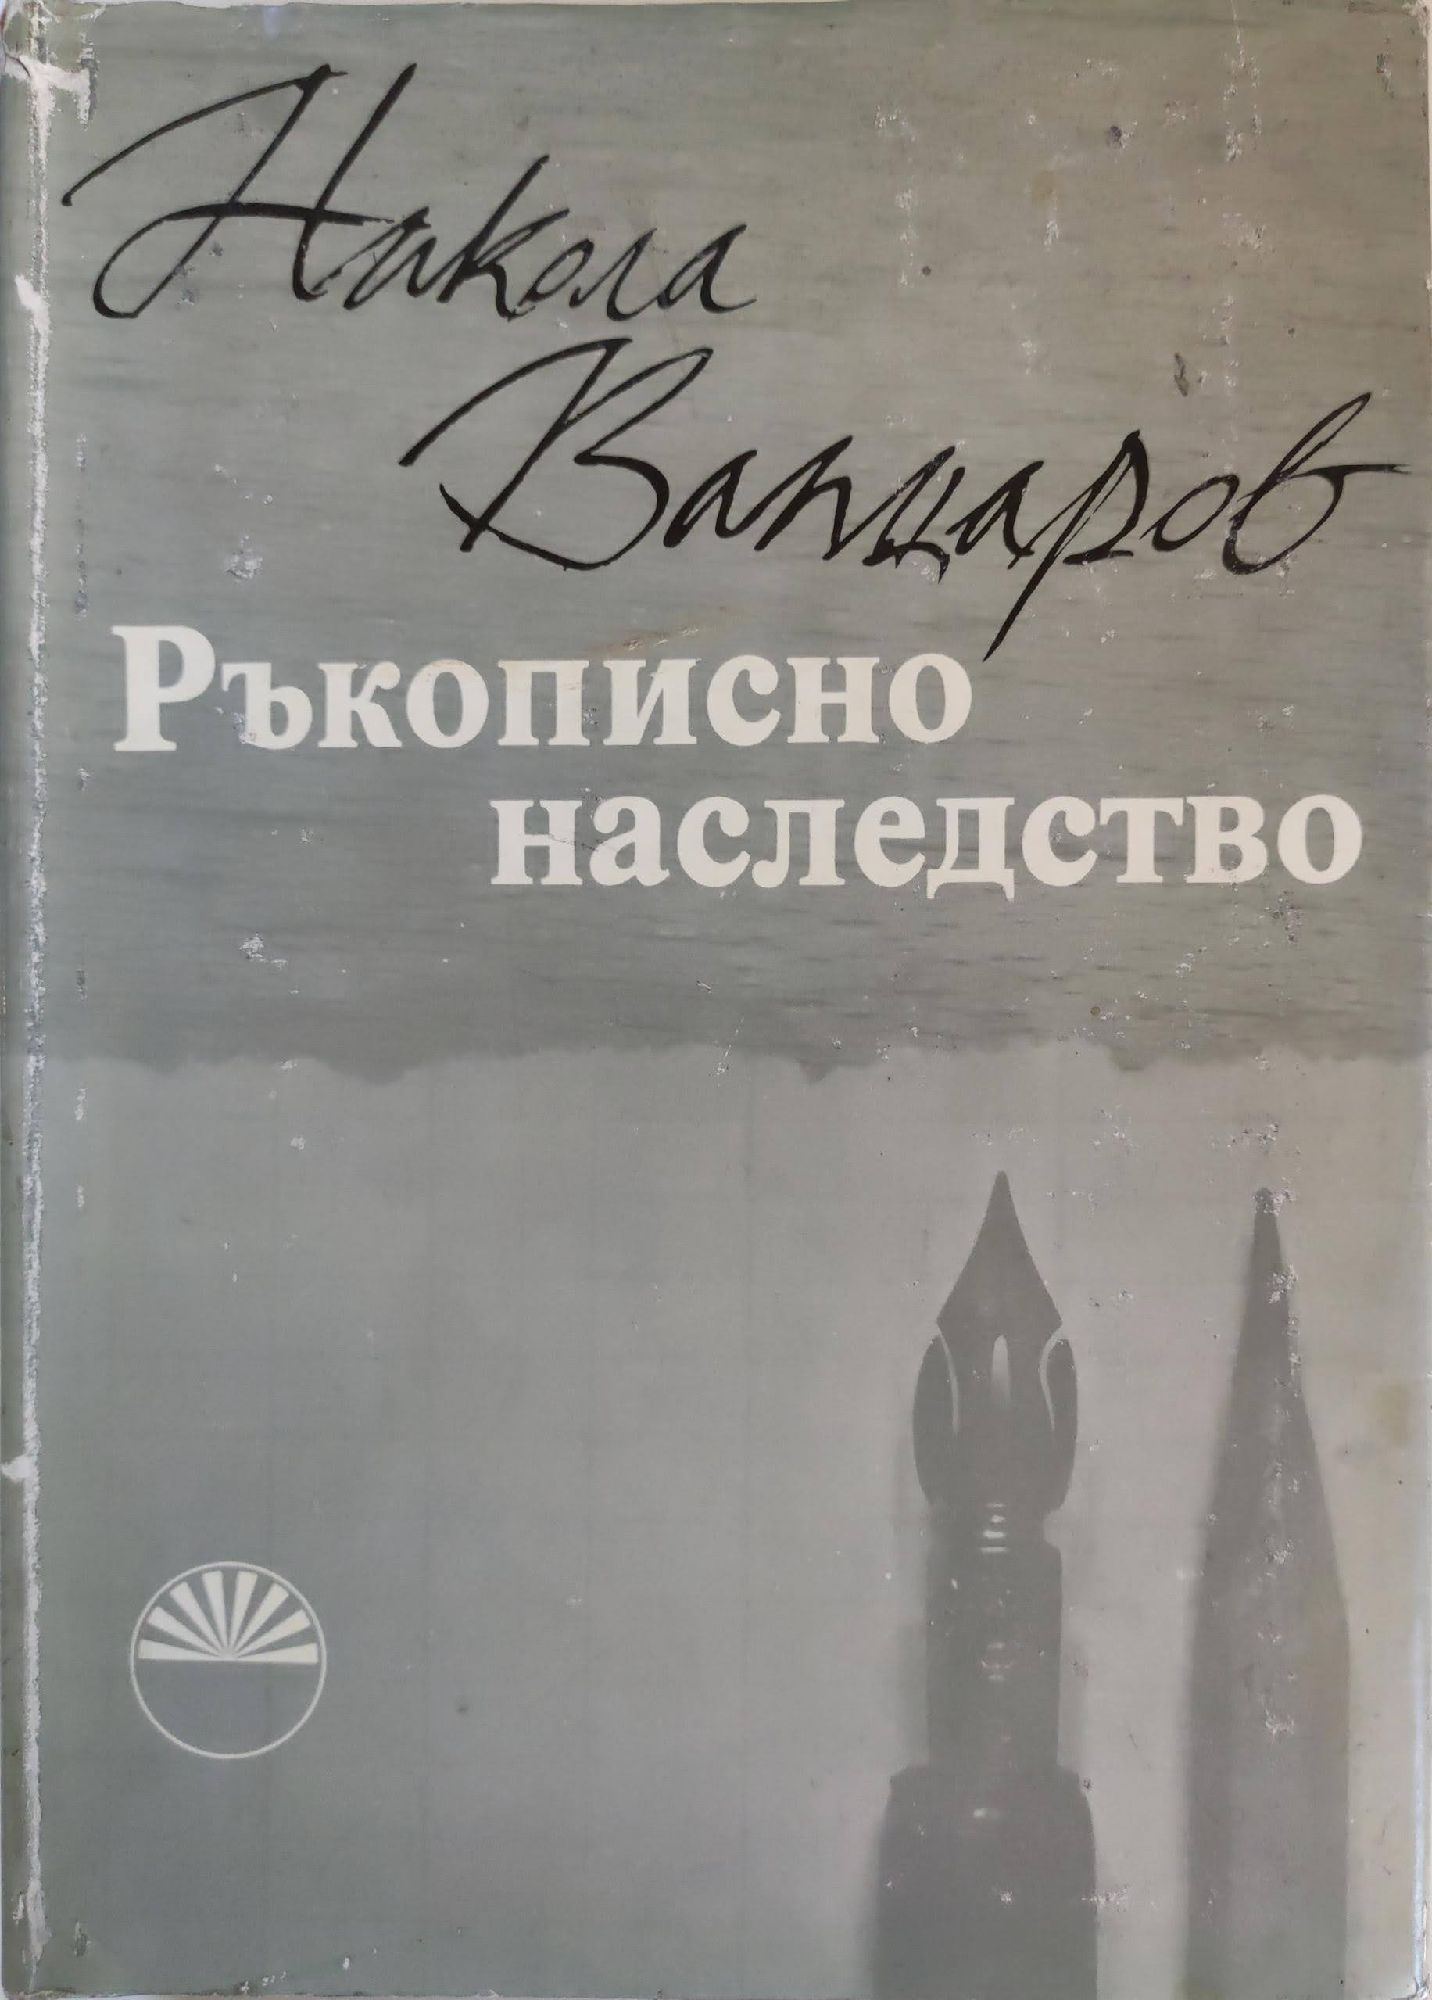 Никола
Вапцаров
Ръкописно
наследство